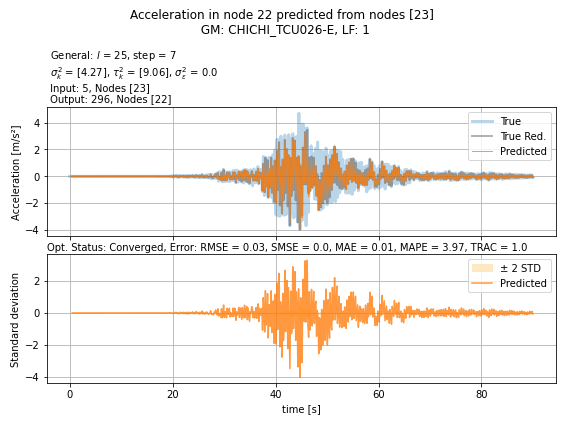 Acceleration in node 22 predicted from nodes [23]
GM: CHICHI_TCU026-E, LF: 1
General: l = 25, step = 7
σ²ₖ = [4.27], τ²ₖ = [9.06], σ²ε = 0.0
Input: 5, Nodes [23]
Output: 296, Nodes [22]
Acceleration [m/s²]
4
2
0
−2
−4
True
True Red.
Predicted
Opt. Status: Converged, Error: RMSE = 0.03, SMSE = 0.0, MAE = 0.01, MAPE = 3.97, TRAC = 1.0
Standard deviation
2
0
−2
−4
± 2 STD
Predicted
0 20 40 60 80
time [s]